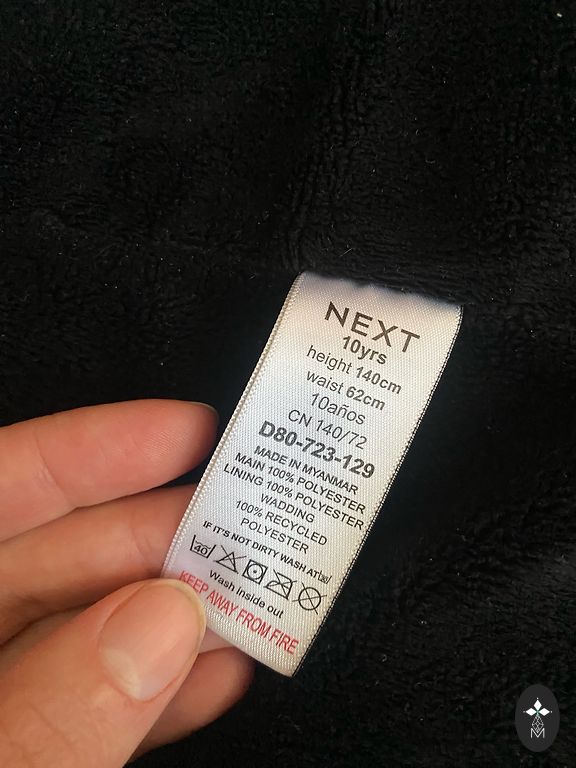 NEXT
10yrs
height 140cm
waist 62cm
10años
CN 140/72
D80-723-129
MADE IN MYANMAR
MAIN 100% POLYESTER
LINING 100% POLYESTER
WADDING
100% RECYCLED
POLYESTER
IF IT'S NOT DIRTY WASH AT
40
Wash inside out
KEEP AWAY FROM FIRE
M